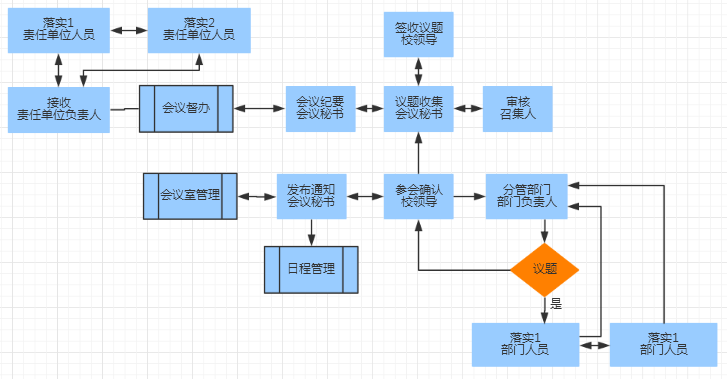 落实1
责任单位人员
落实2
责任单位人员
签收议题
校领导
接收
责任单位负责人
会议督办
会议纪要
会议秘书
议题收集
会议秘书
审核
召集人
会议室管理
发布通知
会议秘书
参会确认
校领导
分管部门
部门负责人
日程管理
议题
是
落实1
部门人员
落实1
部门人员